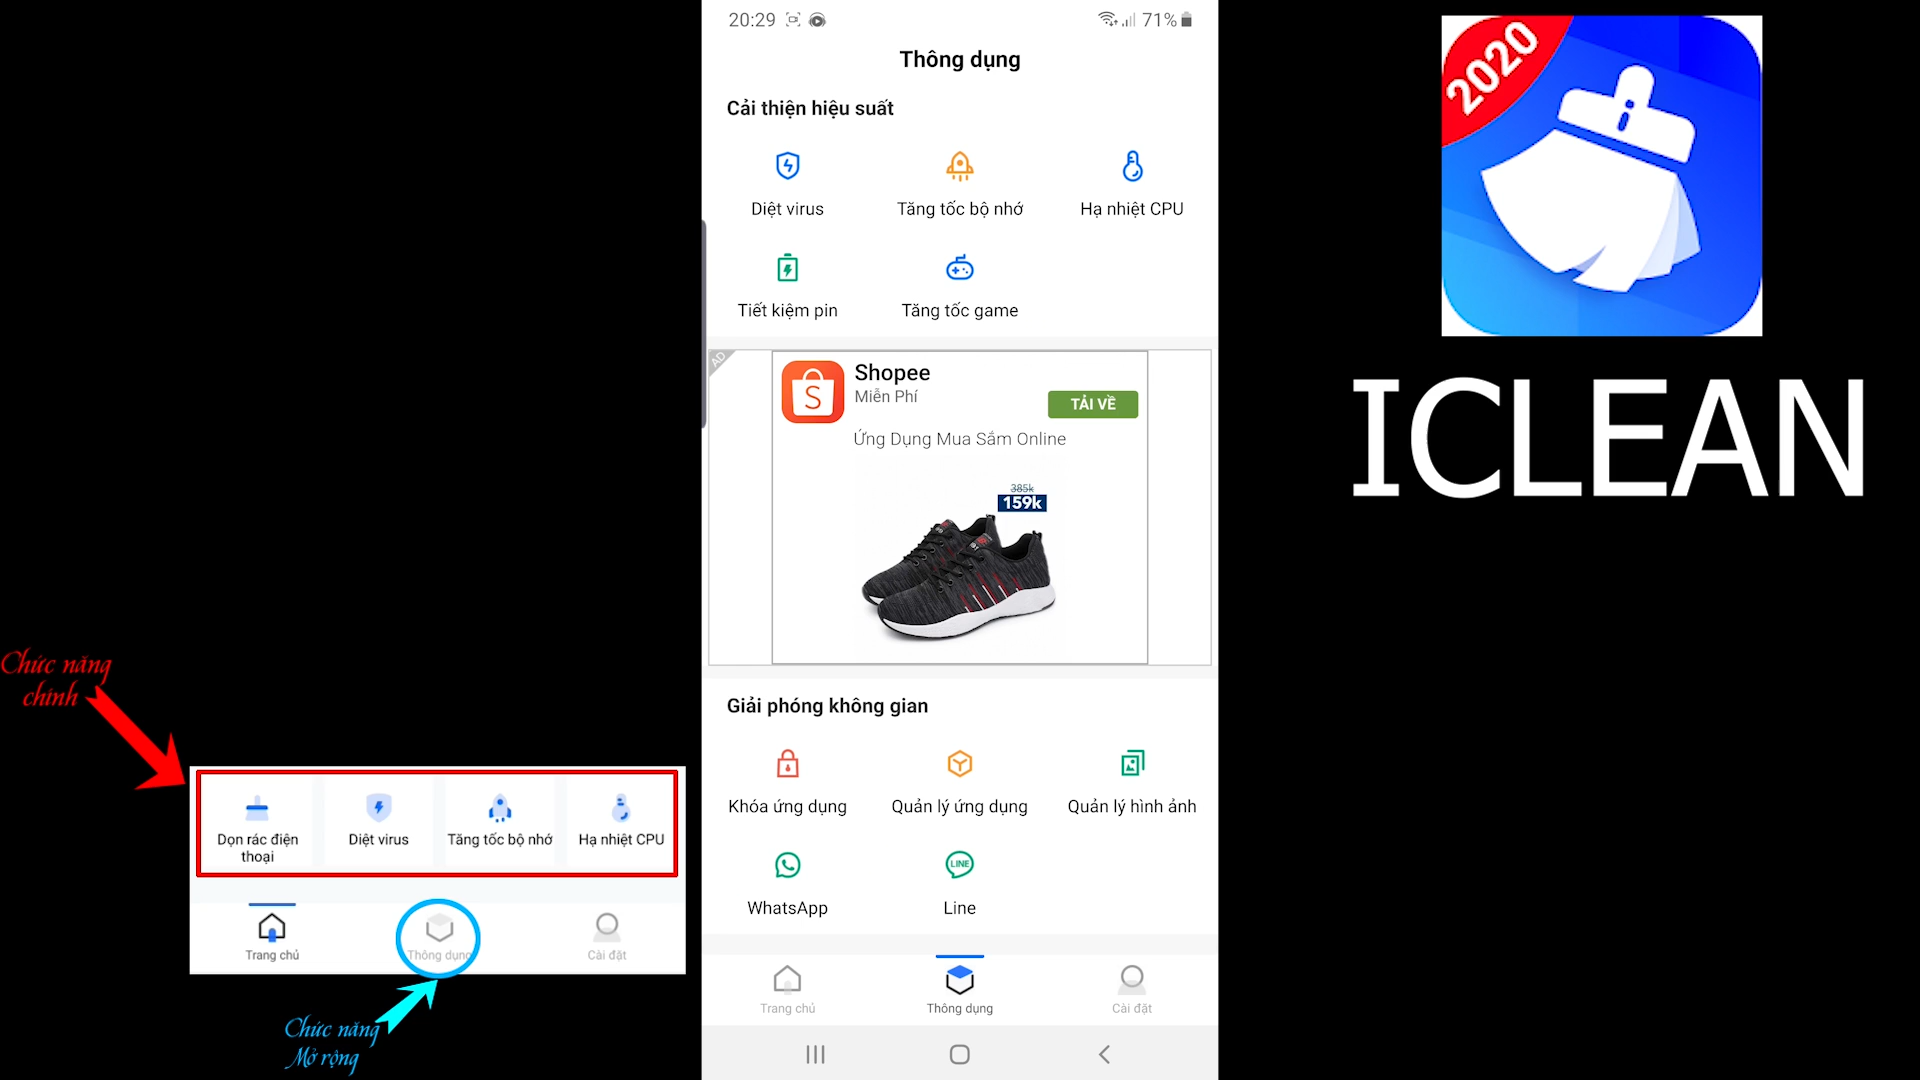 Chức năng
chính
Dọn rác điện
thoại
Diệt virus
Tăng tốc bộ nhớ
Hạ nhiệt CPU
Trang chủ
Thông dụng
Cài đặt
Chức năng
Mở rộng
20:29
71%
Thông dụng
Cải thiện hiệu suất
Diệt virus
Tăng tốc bộ nhớ
Hạ nhiệt CPU
Tiết kiệm pin
Tăng tốc game
AD
Shopee
Miễn Phí
TẢI VỀ
Ứng Dụng Mua Sắm Online
385k
159k
Giải phóng không gian
Khóa ứng dụng
Quản lý ứng dụng
Quản lý hình ảnh
LINE
WhatsApp
Line
Trang chủ
Thông dụng
Cài đặt
2020
i
ICLEAN